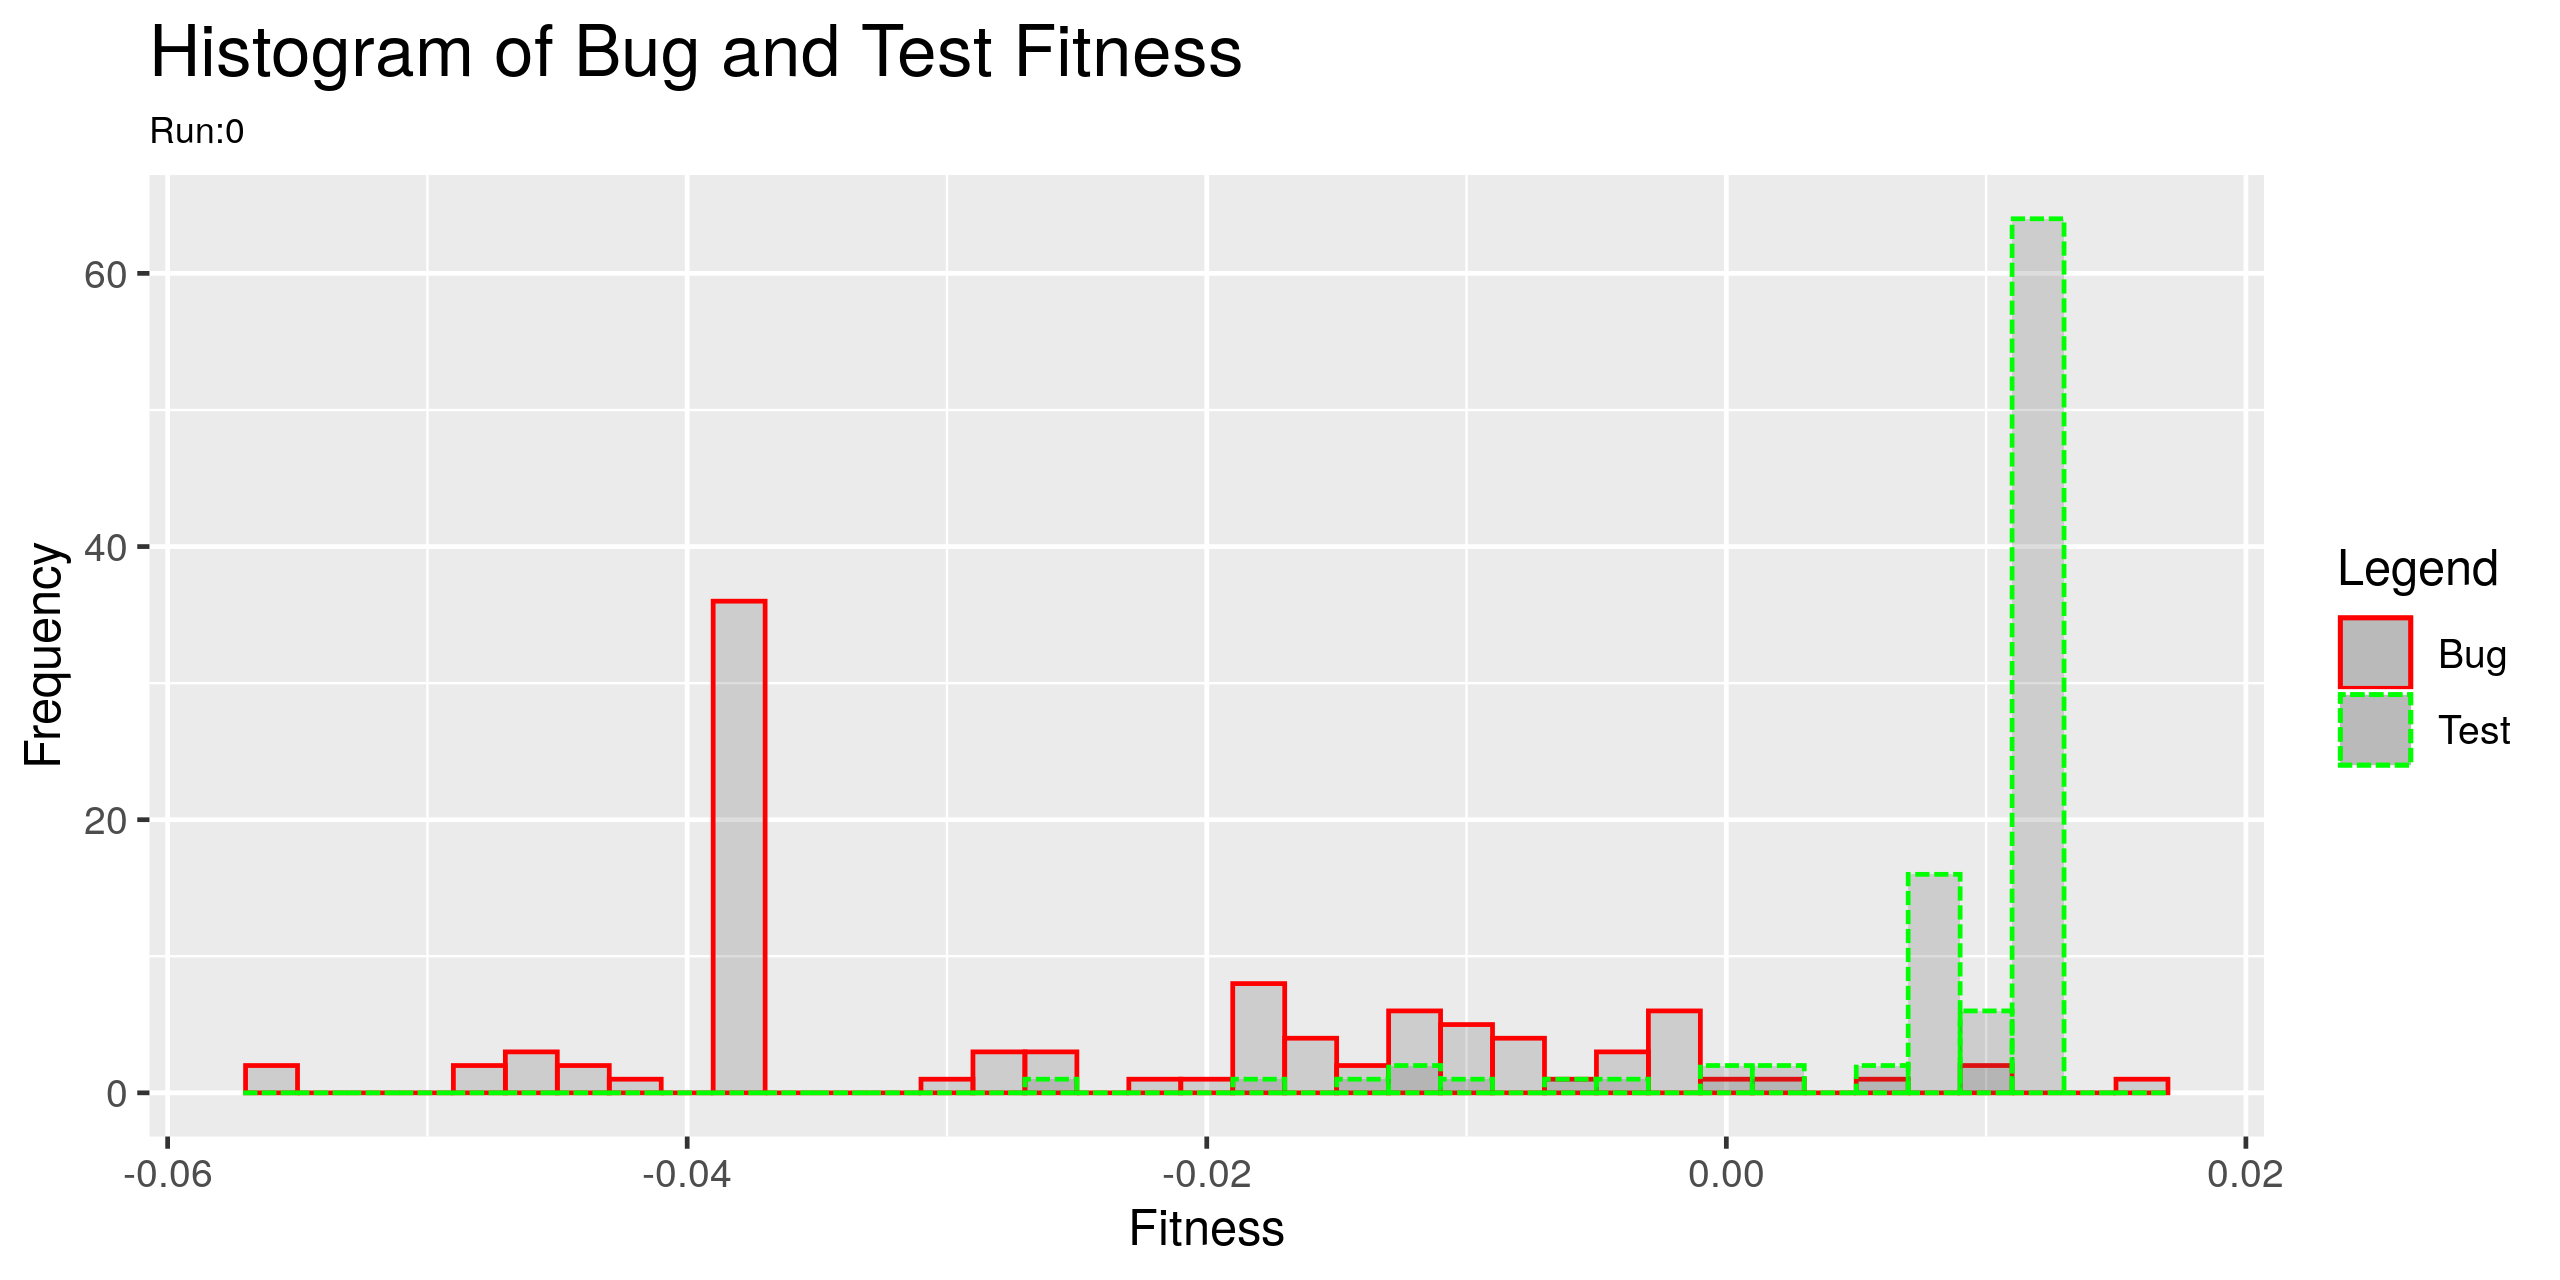 Histogram of Bug and Test Fitness
Run:0
Frequency
60
40
20
0
-0.06 -0.04 -0.02 0.00 0.02
Fitness
Legend
Bug
Test